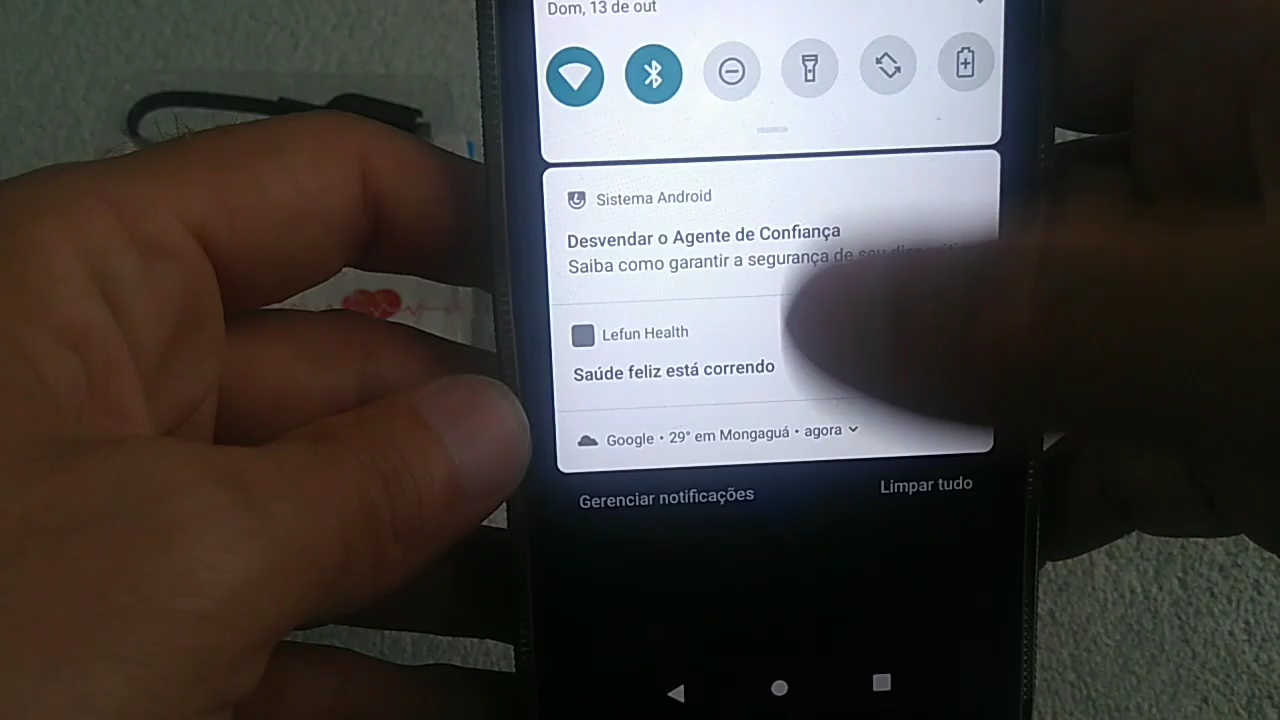 Dom, 13 de out
Sistema Android
Desvendar o Agente de Confiança
Saiba como garantir a segurança de seu
Lefun Health
Saúde feliz está correndo
Google • 29° em Mongaguá • agora
Gerenciar notificações
Limpar tudo